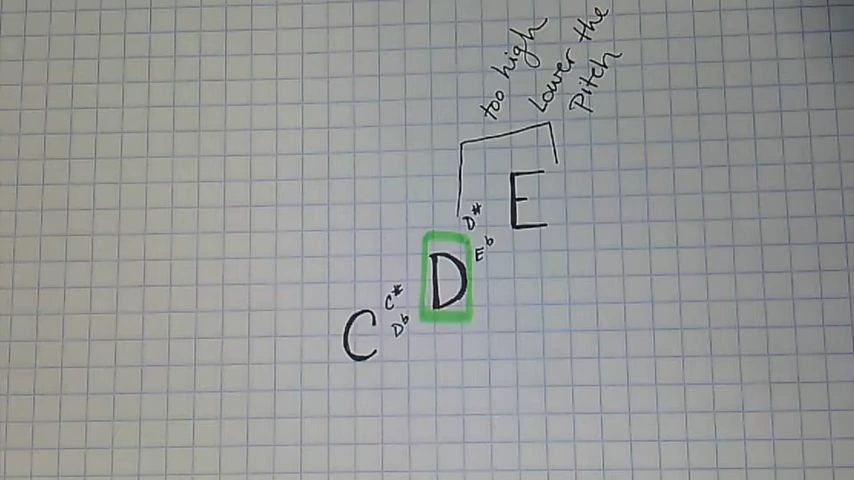 too high
Lower the
Pitch
E
D#
Eb
D
C#
Db
C